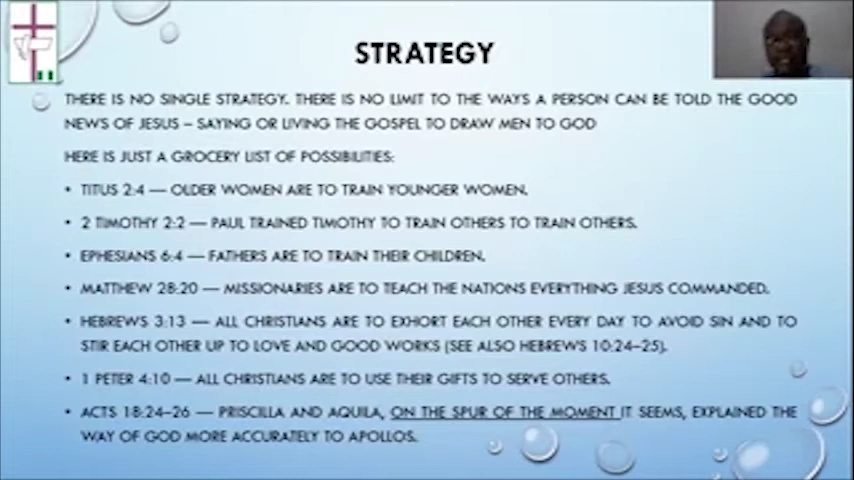 STRATEGY
THERE IS NO SINGLE STRATEGY. THERE IS NO LIMIT TO THE WAYS A PERSON CAN BE TOLD THE GOOD
NEWS OF JESUS – SAYING OR LIVING THE GOSPEL TO DRAW MEN TO GOD
HERE IS JUST A GROCERY LIST OF POSSIBILITIES:
• TITUS 2:4 — OLDER WOMEN ARE TO TRAIN YOUNGER WOMEN.
• 2 TIMOTHY 2:2 — PAUL TRAINED TIMOTHY TO TRAIN OTHERS TO TRAIN OTHERS.
• EPHESIANS 6:4 — FATHERS ARE TO TRAIN THEIR CHILDREN.
• MATTHEW 28:20 — MISSIONARIES ARE TO TEACH THE NATIONS EVERYTHING JESUS COMMANDED.
• HEBREWS 3:13 — ALL CHRISTIANS ARE TO EXHORT EACH OTHER EVERY DAY TO AVOID SIN AND TO
STIR EACH OTHER UP TO LOVE AND GOOD WORKS (SEE ALSO HEBREWS 10:24–25).
• 1 PETER 4:10 — ALL CHRISTIANS ARE TO USE THEIR GIFTS TO SERVE OTHERS.
• ACTS 18:24–26 — PRISCILLA AND AQUILA, ON THE SPUR OF THE MOMENT IT SEEMS, EXPLAINED THE
WAY OF GOD MORE ACCURATELY TO APOLLOS.